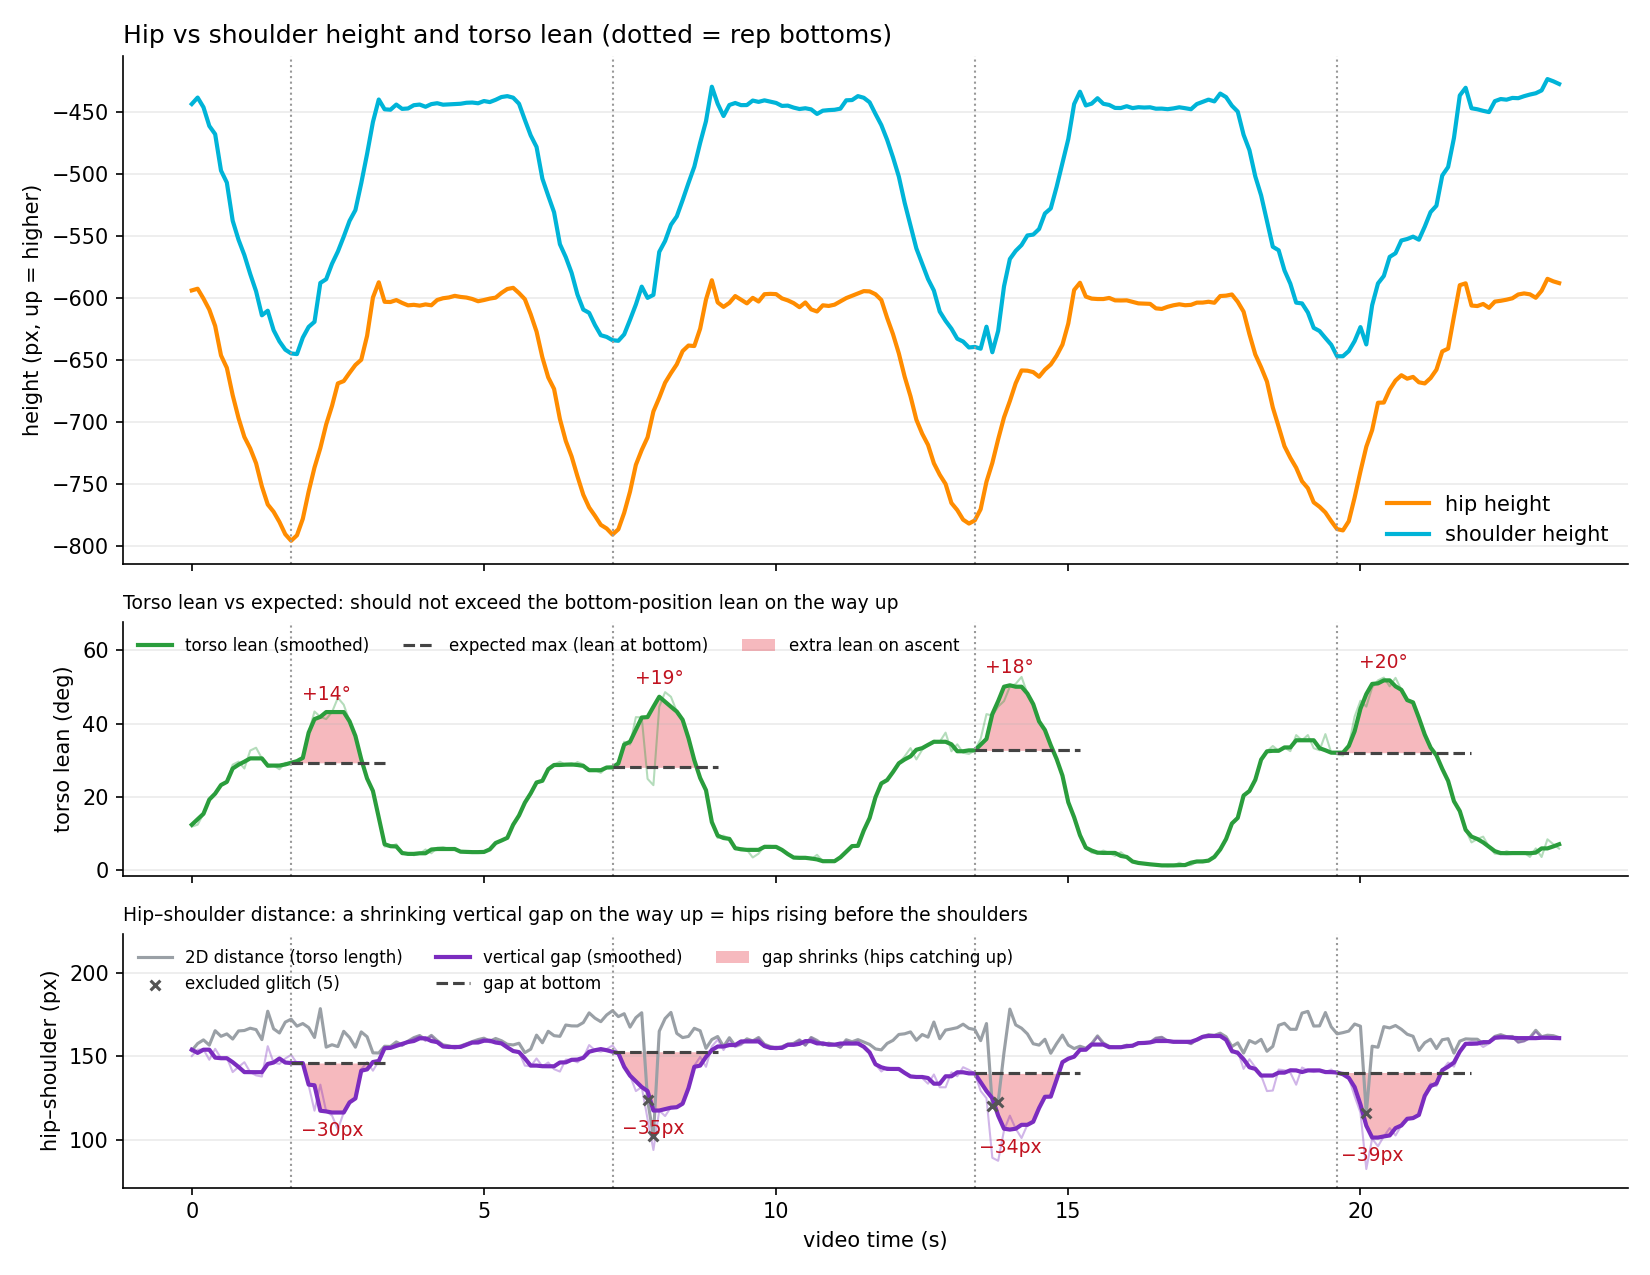 Hip vs shoulder height and torso lean (dotted = rep bottoms)
height (px, up = higher)
−450
−500
−550
−600
−650
−700
−750
−800
hip height
shoulder height
Torso lean vs expected: should not exceed the bottom-position lean on the way up
torso lean (deg)
60
40
20
0
torso lean (smoothed)
expected max (lean at bottom)
extra lean on ascent
+14°
+19°
+18°
+20°
Hip–shoulder distance: a shrinking vertical gap on the way up = hips rising before the shoulders
hip–shoulder (px)
200
150
100
2D distance (torso length)
vertical gap (smoothed)
gap shrinks (hips catching up)
excluded glitch (5)
gap at bottom
−30px
−35px
−34px
−39px
0
5
10
15
20
video time (s)